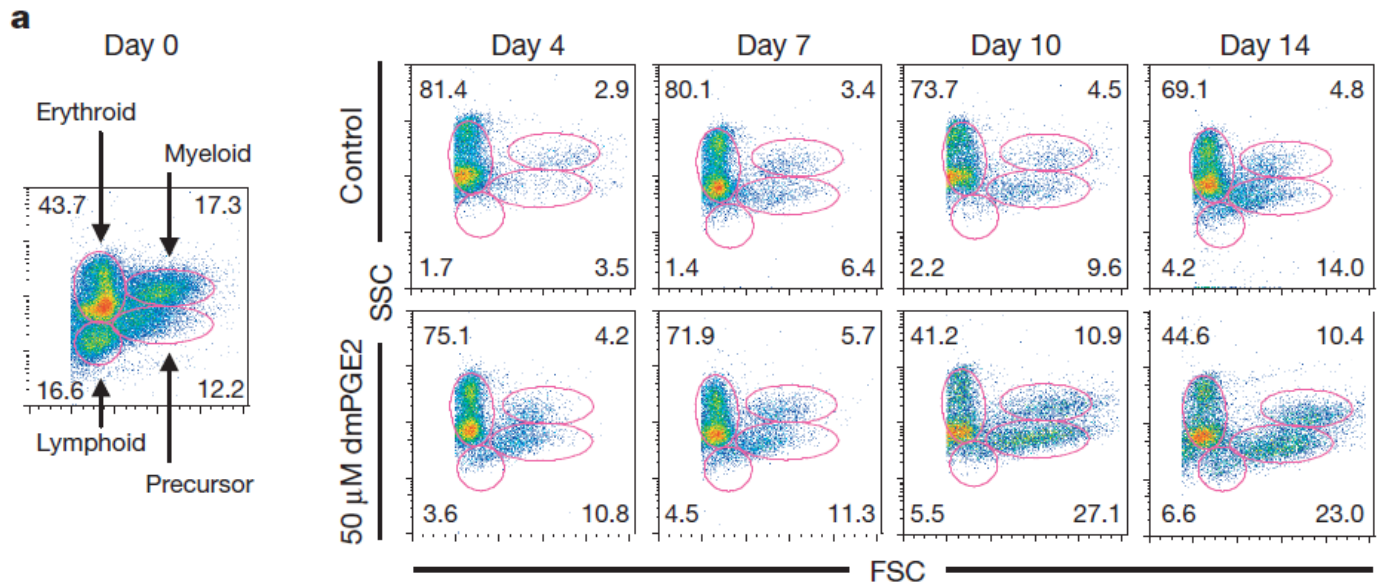 a
Day 0
Day 4
Day 7
Day 10
Day 14
Erythroid
Myeloid
43.7
17.3
16.6
12.2
Lymphoid
Precursor
Control
81.4
2.9
1.7
3.5
80.1
3.4
1.4
6.4
73.7
4.5
2.2
9.6
69.1
4.8
4.2
14.0
SSC
50 μM dmPGE2
75.1
4.2
3.6
10.8
71.9
5.7
4.5
11.3
41.2
10.9
5.5
27.1
44.6
10.4
6.6
23.0
FSC